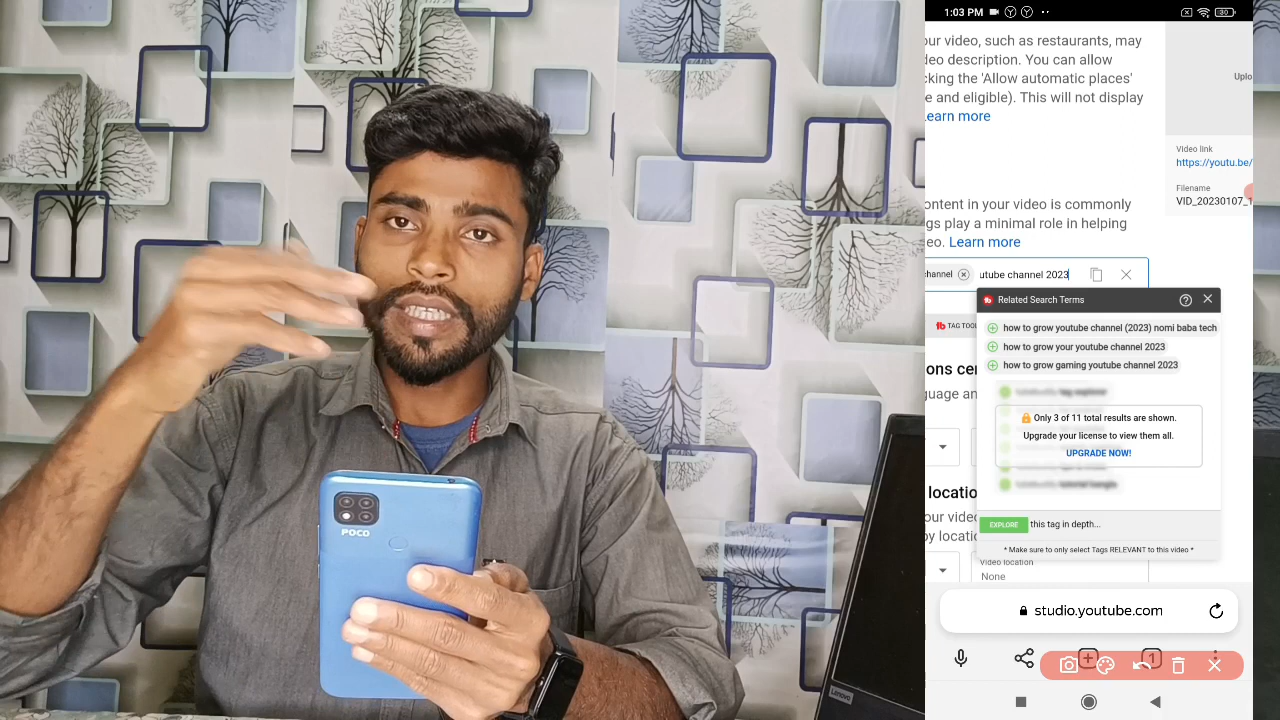 POCO
Lenovo
1:03 PM
30
our video, such as restaurants, may
deo description. You can allow
cking the 'Allow automatic places'
e and eligible). This will not display
Learn more
Uplo
Video link
https://youtu.be/
Filename
VID_20230107_1
ontent in your video is commonly
gs play a minimal role in helping
eo. Learn more
channel
utube channel 2023
Related Search Terms
TAG TOOL
how to grow youtube channel (2023) nomi baba tech
how to grow your youtube channel 2023
how to grow gaming youtube channel 2023
ons cer
guage an
Only 3 of 11 total results are shown.
Upgrade your license to view them all.
UPGRADE NOW!
locatio
our vide
by locati
EXPLORE this tag in depth...
* Make sure to only select Tags RELEVANT to this video *
Video location
None
studio.youtube.com
1